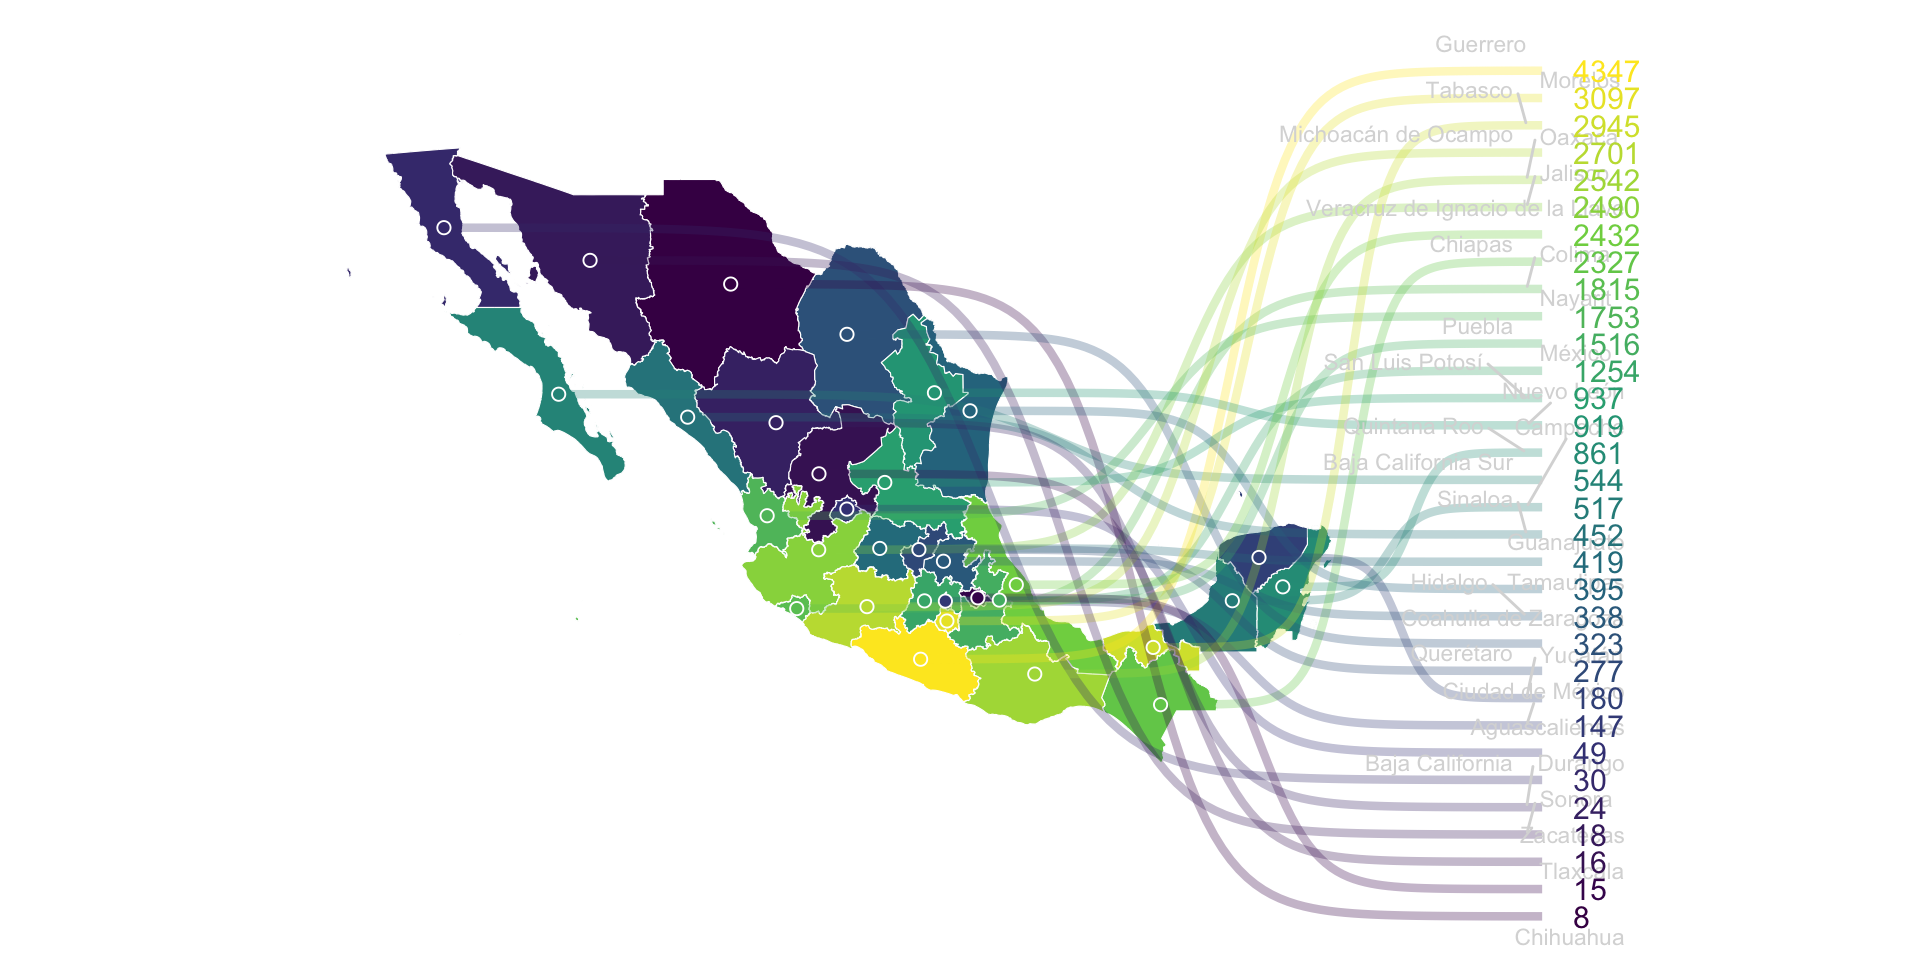 Guerrero
4347
Morelos
Tabasco
3097
2945
Michoacán de Ocampo
Oaxaca
2701
Jalisco
2542
Veracruz de Ignacio de la Llave
2490
2432
Chiapas
Colima
2327
1815
Nayarit
1753
Puebla
1516
México
San Luis Potosí
1254
Nuevo León
937
Quintana Roo
Campeche
919
861
Baja California Sur
544
Sinaloa
517
452
Guanajuato
419
Hidalgo
Tamaulipas
395
Coahuila de Zaragoza
338
323
Querétaro
Yucatán
277
Ciudad de México
180
Aguascalientes
147
49
Baja California
Durango
30
Sonora
24
Zacatecas
18
16
Tlaxcala
15
8
Chihuahua